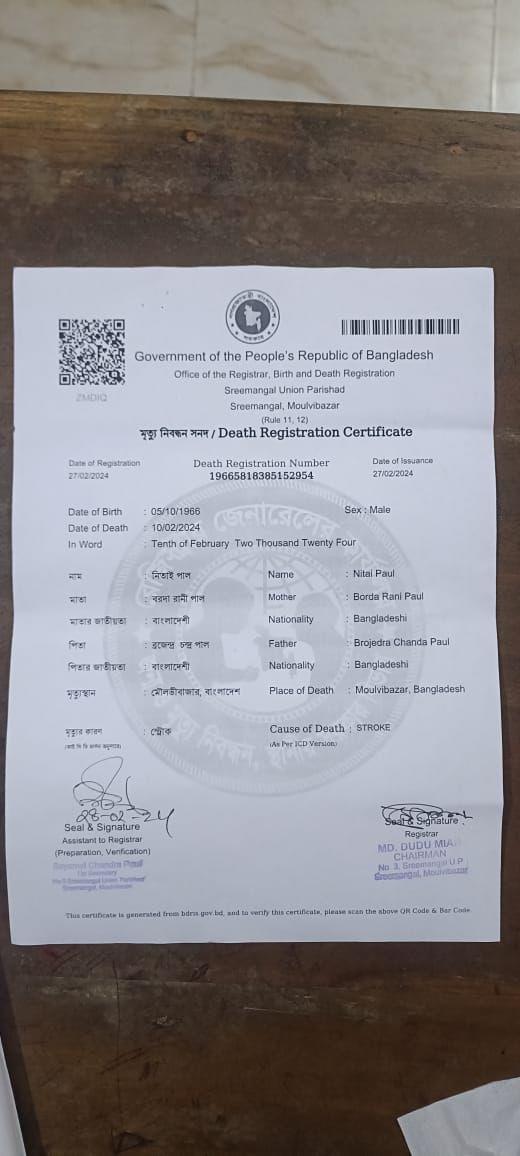 ZMDIQ
Government of the People's Republic of Bangladesh
Office of the Registrar, Birth and Death Registration
Sreemangal Union Parishad
Sreemangal, Moulvibazar
(Rule 11, 12)
মৃত্যু নিবন্ধন সনদ / Death Registration Certificate
Date of Registration Death Registration Number Date of Issuance
27/02/2024 19665818385152954 27/02/2024
Date of Birth : 05/10/1966 Sex : Male
Date of Death : 10/02/2024
In Word : Tenth of February Two Thousand Twenty Four
নাম : নিতাই পাল Name : Nitai Paul
মাতা : বরদা রানী পাল Mother : Borda Rani Paul
মাতার জাতীয়তা : বাংলাদেশী Nationality : Bangladeshi
পিতা : ব্রজেন্দ্র চন্দ্র পাল Father : Brojedra Chanda Paul
পিতার জাতীয়তা : বাংলাদেশী Nationality : Bangladeshi
মৃত্যুস্থান : মৌলভীবাজার, বাংলাদেশ Place of Death : Moulvibazar, Bangladesh
মৃত্যুর কারণ : স্ট্রোক Cause of Death : STROKE
(As Per ICD Version)
28-02-24
Seal & Signature Seal & Signature
Assistant to Registrar Registrar
(Preparation, Verification)
MD. DUDU MIA
CHAIRMAN
No 3, Sreemangal U.P
Sreemangal, Moulvibazar
Chandra Paul
Sreemangal Union Parishad
Sreemangal, Moulvibazar
This certificate is generated from bdris.gov.bd, and to verify this certificate, please scan the above QR Code & Bar Code.